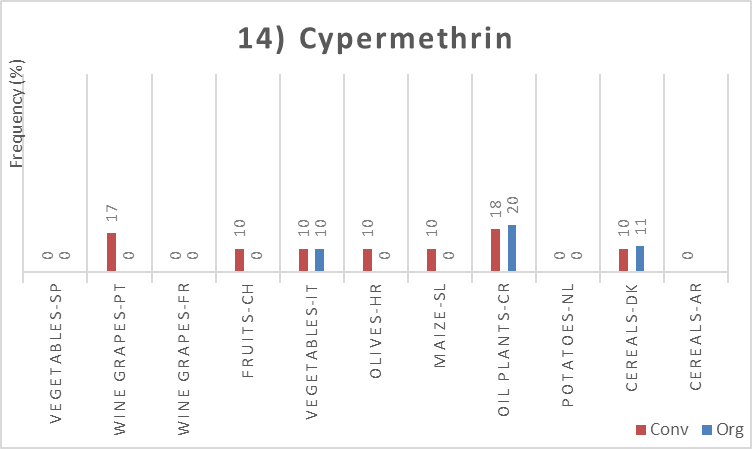 14) Cypermethrin
Frequency (%)
0 0
17 0
0 0
10 0
10 10
10 0
10 0
18 20
0 0
10 11
0
VEGETABLES-SP
WINE GRAPES-PT
WINE GRAPES-FR
FRUITS-CH
VEGETABLES-IT
OLIVES-HR
MAIZE-SL
OIL PLANTS-CR
POTATOES-NL
CEREALS-DK
CEREALS-AR
Conv Org